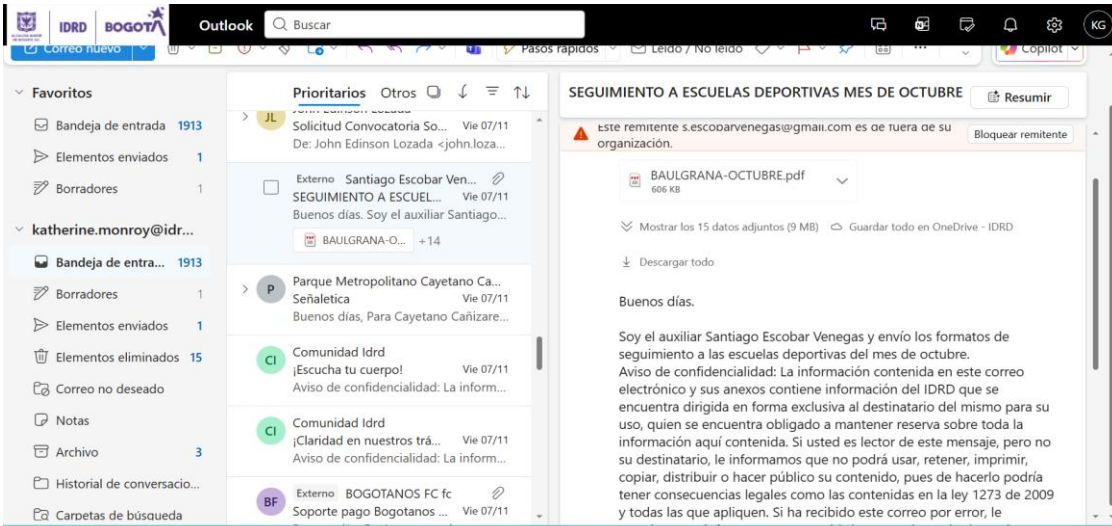 IDRD
BOGOTÁ
Outlook
Buscar
KG
Correo nuevo
Pasos rápidos
Leído / No leído
Copilot
Favoritos
Bandeja de entrada 1913
Elementos enviados 1
Borradores 1
katherine.monroy@idr...
Bandeja de entra... 1913
Borradores 1
Elementos enviados 1
Elementos eliminados 15
Correo no deseado
Notas
Archivo 3
Historial de conversacio...
Carpetas de búsqueda
Prioritarios Otros
JL
John Edinson Lozada
Solicitud Convocatoria So... Vie 07/11
De: John Edinson Lozada <john.loza...
Externo Santiago Escobar Ven...
SEGUIMIENTO A ESCUEL... Vie 07/11
Buenos días. Soy el auxiliar Santiago...
BAULGRANA-O... +14
P
Parque Metropolitano Cayetano Ca...
Señaletica Vie 07/11
Buenos días, Para Cayetano Cañizare...
CI
Comunidad Idrd
¡Escucha tu cuerpo! Vie 07/11
Aviso de confidencialidad: La inform...
CI
Comunidad Idrd
¡Claridad en nuestros trá... Vie 07/11
Aviso de confidencialidad: La inform...
BF
Externo BOGOTANOS FC fc
Soporte pago Bogotanos ... Vie 07/11
SEGUIMIENTO A ESCUELAS DEPORTIVAS MES DE OCTUBRE
Resumir
Este remitente s.escobarvenegas@gmail.com es de fuera de su
organización.
Bloquear remitente
BAULGRANA-OCTUBRE.pdf
606 KB
Mostrar los 15 datos adjuntos (9 MB) Guardar todo en OneDrive - IDRD
Descargar todo
Buenos días.
Soy el auxiliar Santiago Escobar Venegas y envío los formatos de
seguimiento a las escuelas deportivas del mes de octubre.
Aviso de confidencialidad: La información contenida en este correo
electrónico y sus anexos contiene información del IDRD que se
encuentra dirigida en forma exclusiva al destinatario del mismo para su
uso, quien se encuentra obligado a mantener reserva sobre toda la
información aquí contenida. Si usted es lector de este mensaje, pero no
su destinatario, le informamos que no podrá usar, retener, imprimir,
copiar, distribuir o hacer público su contenido, pues de hacerlo podría
tener consecuencias legales como las contenidas en la ley 1273 de 2009
y todas las que apliquen. Si ha recibido este correo por error, le